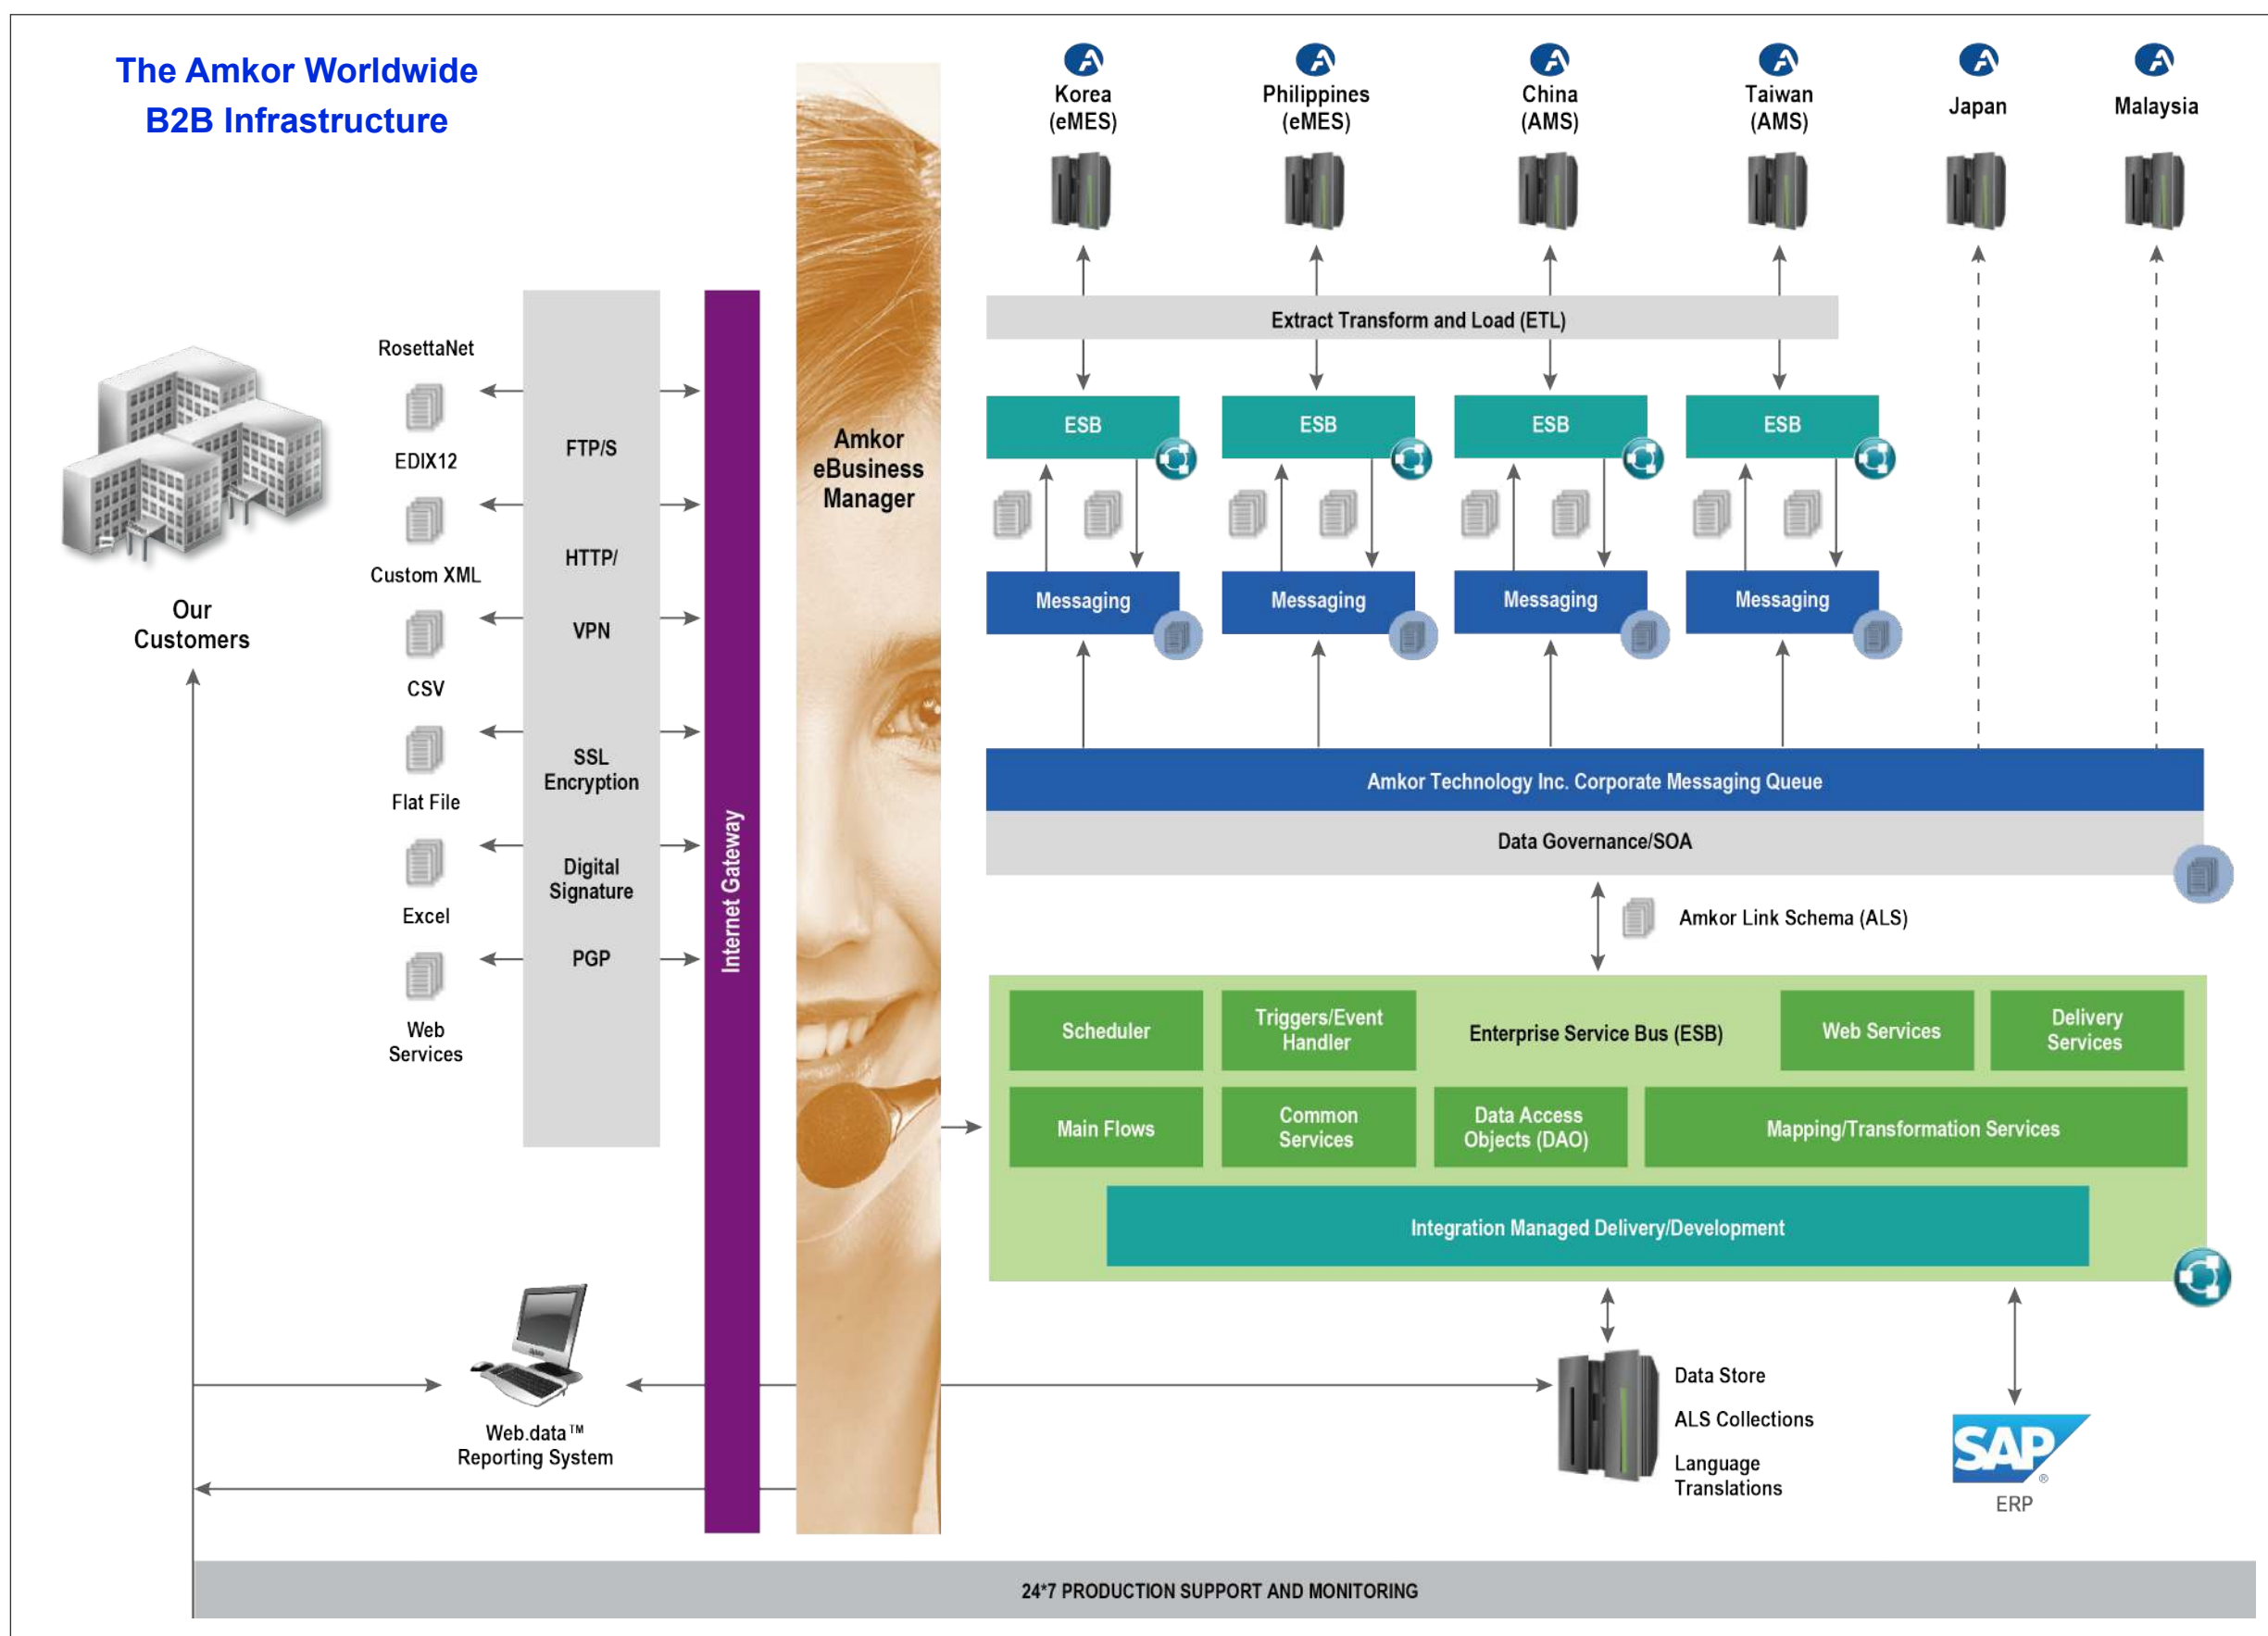 The Amkor Worldwide
B2B Infrastructure
Korea
(eMES)
Philippines
(eMES)
China
(AMS)
Taiwan
(AMS)
Japan
Malaysia
Extract Transform and Load (ETL)
ESB
ESB
ESB
ESB
Messaging
Messaging
Messaging
Messaging
Our
Customers
RosettaNet
EDIX12
Custom XML
CSV
Flat File
Excel
Web
Services
FTP/S
HTTP/
VPN
SSL
Encryption
Digital
Signature
PGP
Internet Gateway
Amkor
eBusiness
Manager
Amkor Technology Inc. Corporate Messaging Queue
Data Governance/SOA
Amkor Link Schema (ALS)
Scheduler
Triggers/Event
Handler
Enterprise Service Bus (ESB)
Web Services
Delivery
Services
Main Flows
Common
Services
Data Access
Objects (DAO)
Mapping/Transformation Services
Integration Managed Delivery/Development
Web.data™
Reporting System
Data Store
ALS Collections
Language
Translations
SAP®
ERP
24*7 PRODUCTION SUPPORT AND MONITORING